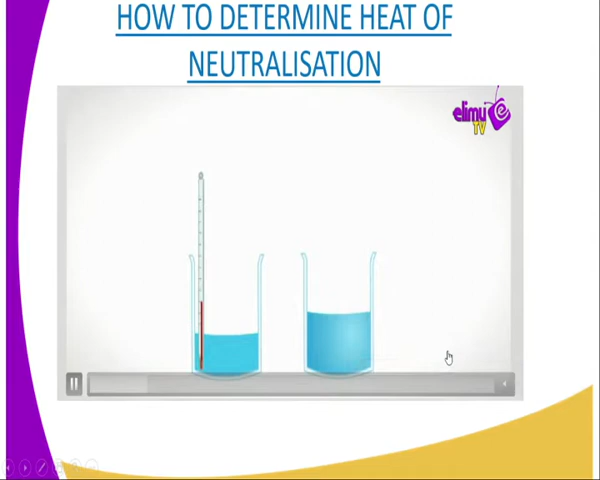 HOW TO DETERMINE HEAT OF
NEUTRALISATION
elimu
TV